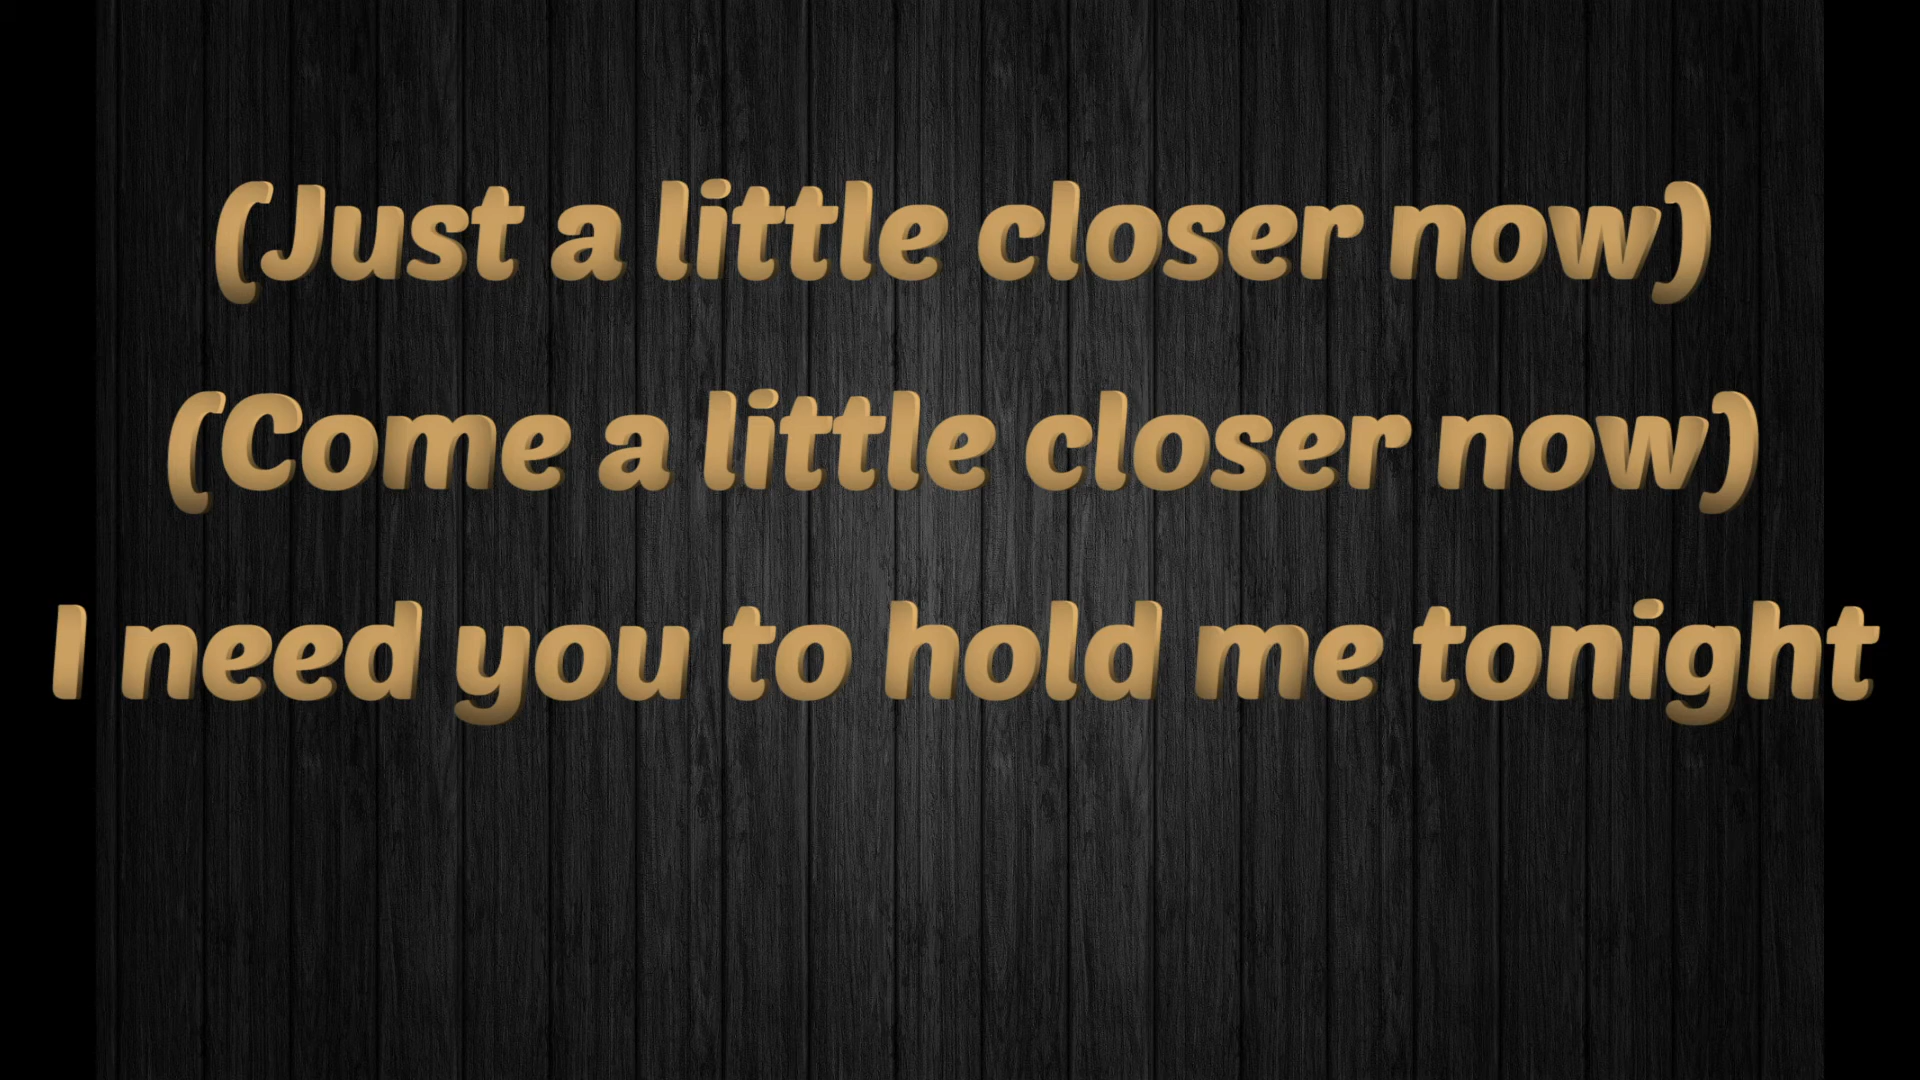 (Just a little closer now)
(Come a little closer now)
I need you to hold me tonight